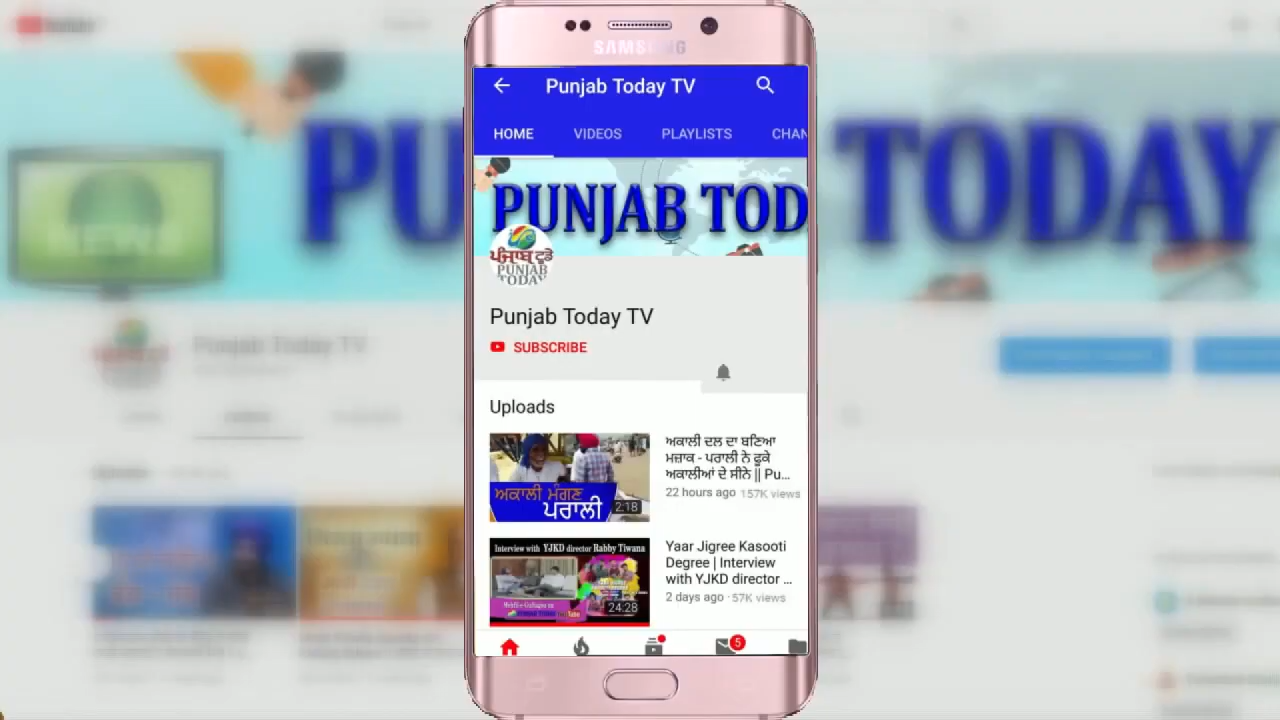 SAMSUNG
Punjab Today TV
HOME VIDEOS PLAYLISTS CHAN
PUNJAB TOD
PU
TODAY
ਪੰਜਾਬ ਟੂਡੇ
PUNJAB
TODAY
Punjab Today TV
SUBSCRIBE
Uploads
ਅਕਾਲੀ ਮੰਗਣ
ਪਰਾਲੀ
2:18
ਅਕਾਲੀ ਦਲ ਦਾ ਬਣਿਆ
ਮਜ਼ਾਕ - ਪਰਾਲੀ ਨੇ ਫੂਕੇ
ਅਕਾਲੀਆਂ ਦੇ ਸੀਨੇ || Pu...
22 hours ago 157K views
Interview with YJKD director Rabby Tiwana
24:28
Yaar Jigree Kasooti
Degree | Interview
with YJKD director ...
2 days ago · 57K views
5